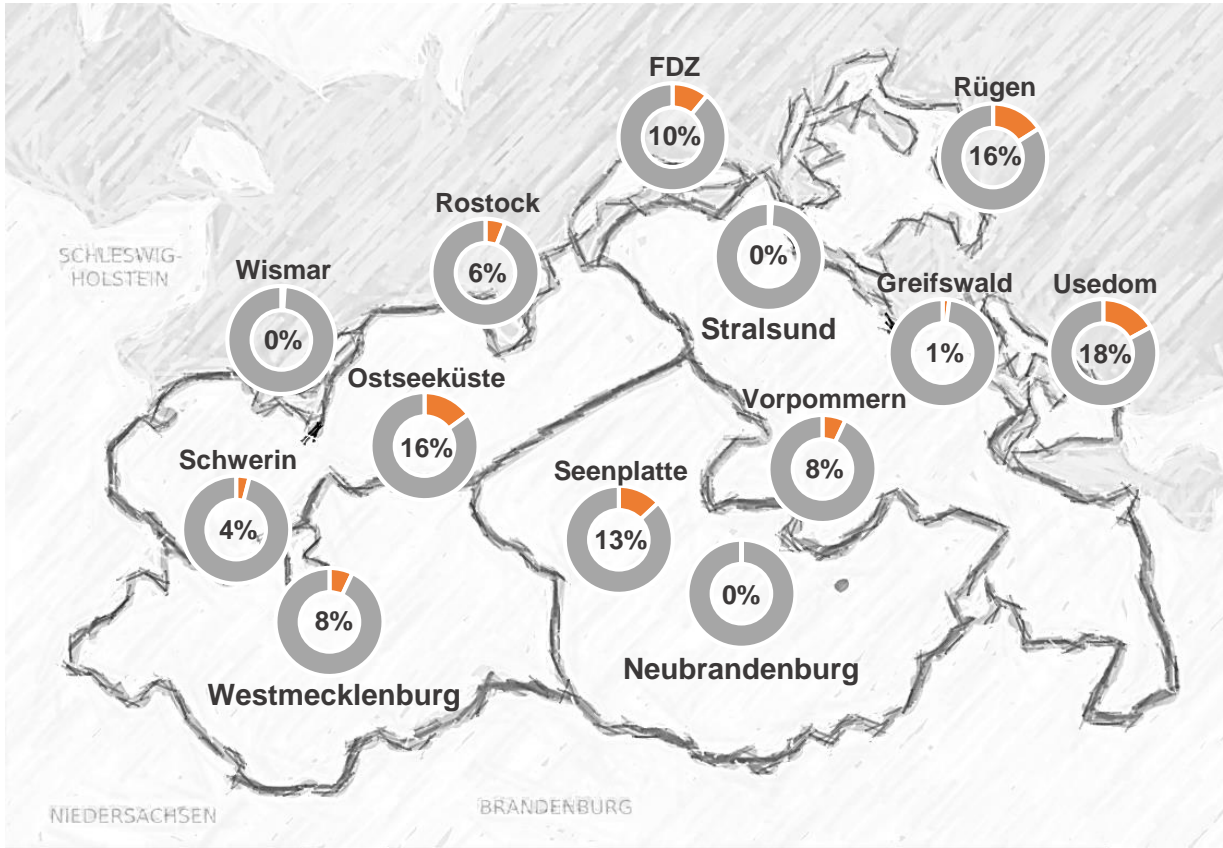 FDZ
10%
Rügen
16%
Rostock
6%
SCHLESWIG-
HOLSTEIN
Wismar
0%
0%
Stralsund
Greifswald
1%
Usedom
18%
Ostseeküste
16%
Vorpommern
8%
Schwerin
4%
Seenplatte
13%
0%
Neubrandenburg
8%
Westmecklenburg
NIEDERSACHSEN
BRANDENBURG